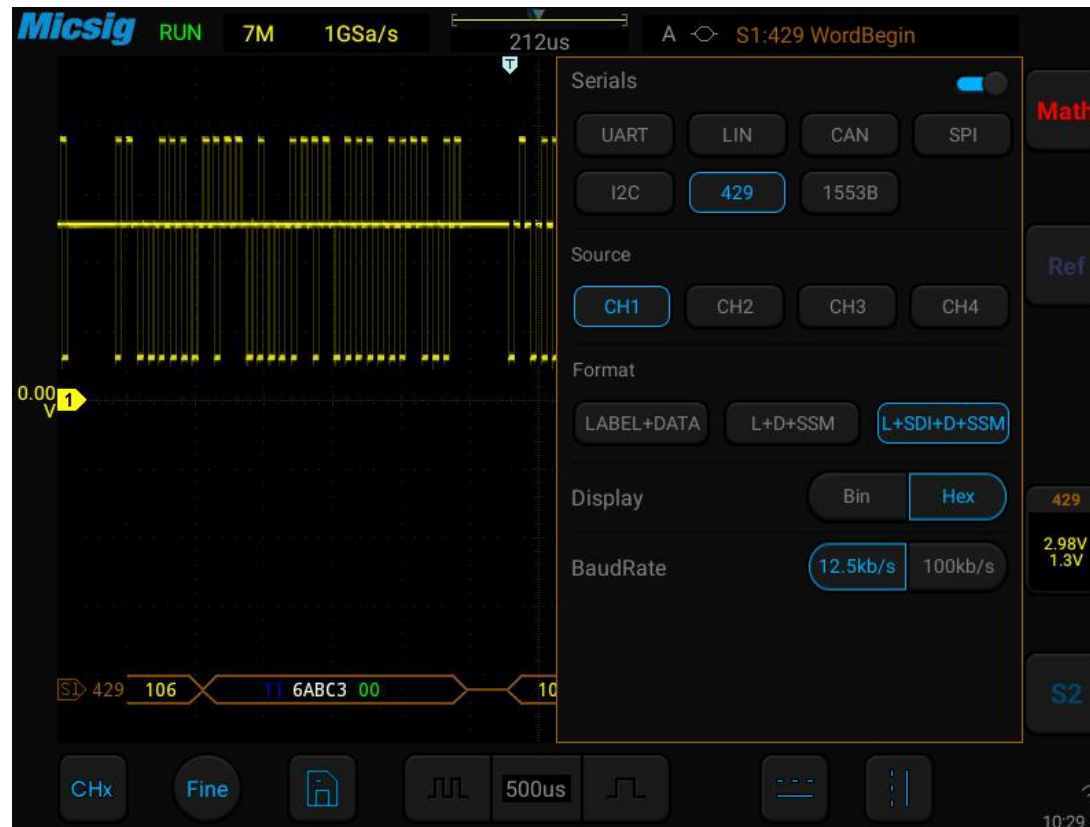 Micsig RUN 7M 1GSa/s 212us A S1:429 WordBegin
T
Serials
Math
UART LIN CAN SPI
I2C 429 1553B
Source
Ref
CH1 CH2 CH3 CH4
Format
0.00 V 1
LABEL+DATA L+D+SSM L+SDI+D+SSM
Display Bin Hex
429
2.98V
1.3V
BaudRate 12.5kb/s 100kb/s
S1 429 106 11 6ABC3 00 10
S2
CHx Fine 500us
10:29